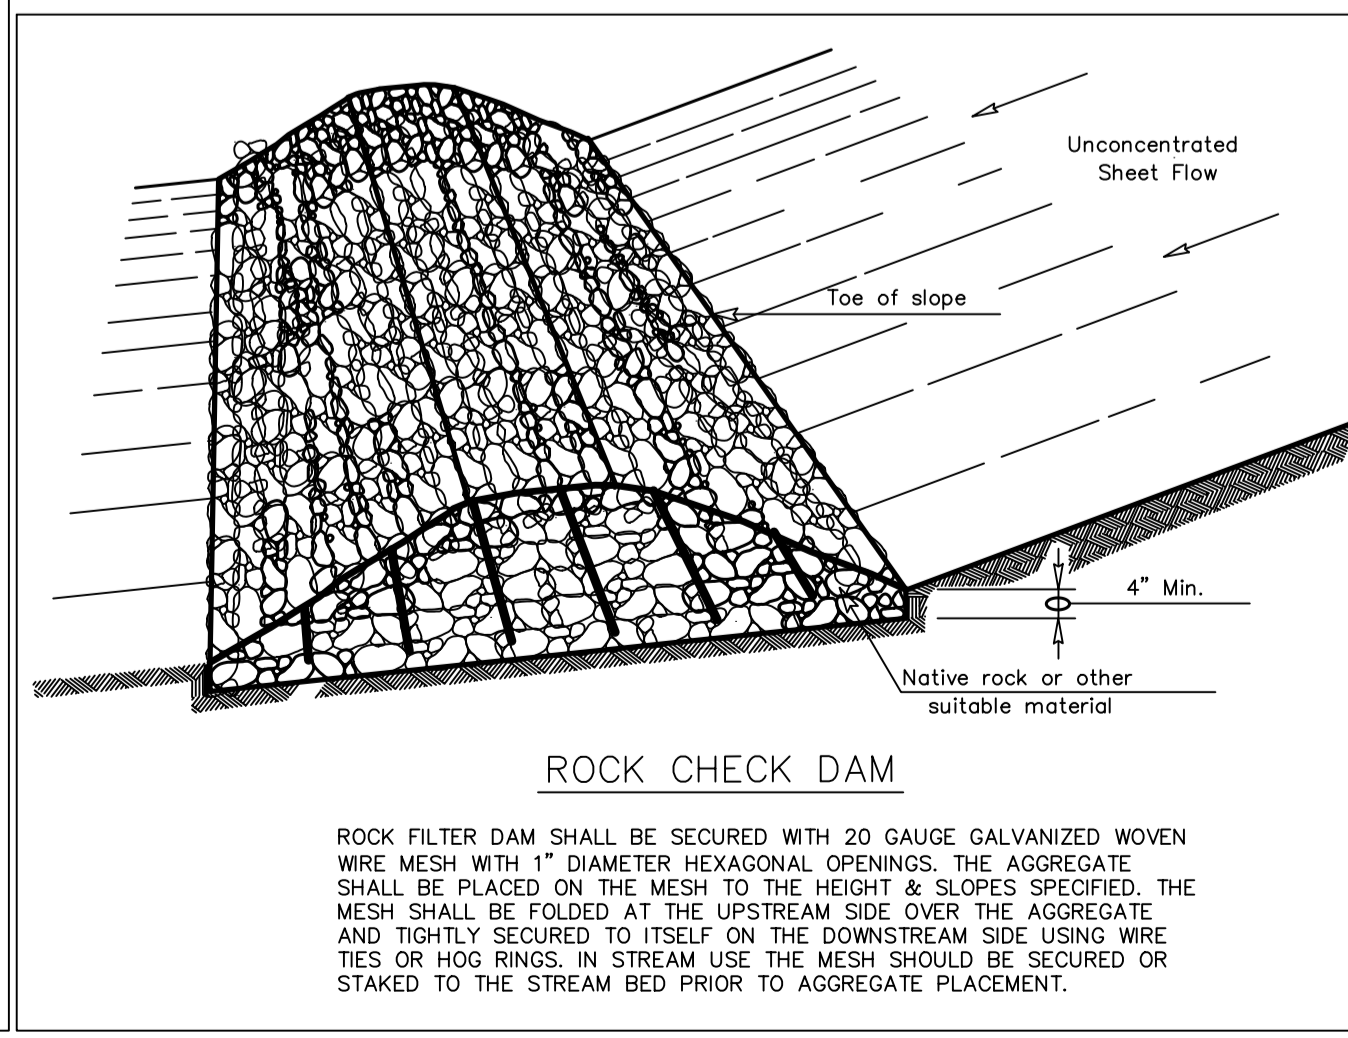 Unconcentrated
Sheet Flow
Toe of slope
4” Min.
Native rock or other
suitable material
ROCK CHECK DAM
ROCK FILTER DAM SHALL BE SECURED WITH 20 GAUGE GALVANIZED WOVEN
WIRE MESH WITH 1” DIAMETER HEXAGONAL OPENINGS. THE AGGREGATE
SHALL BE PLACED ON THE MESH TO THE HEIGHT & SLOPES SPECIFIED. THE
MESH SHALL BE FOLDED AT THE UPSTREAM SIDE OVER THE AGGREGATE
AND TIGHTLY SECURED TO ITSELF ON THE DOWNSTREAM SIDE USING WIRE
TIES OR HOG RINGS. IN STREAM USE THE MESH SHOULD BE SECURED OR
STAKED TO THE STREAM BED PRIOR TO AGGREGATE PLACEMENT.